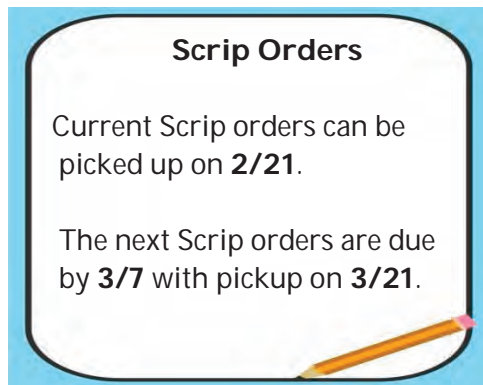 Scrip Orders
Current Scrip orders can be
picked up on 2/21.
The next Scrip orders are due
by 3/7 with pickup on 3/21.